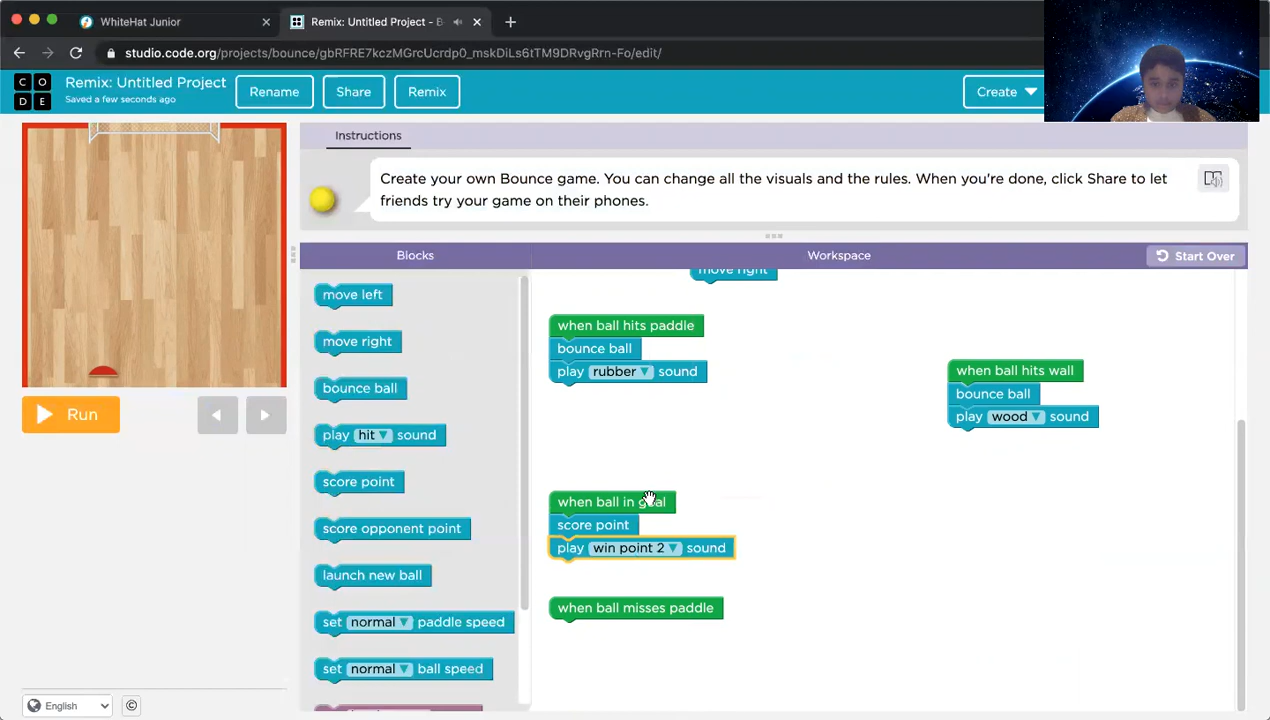 WhiteHat Junior
Remix: Untitled Project - B
studio.code.org/projects/bounce/gbRFRE7kczMGrcUcrdp0_mskDiLs6tTM9DRvgRrn-Fo/edit/
C O
D E
Remix: Untitled Project
Saved a few seconds ago
Rename
Share
Remix
Create
Instructions
Create your own Bounce game. You can change all the visuals and the rules. When you're done, click Share to let
friends try your game on their phones.
Blocks
Workspace
Start Over
Run
move left
move right
bounce ball
play hit sound
score point
score opponent point
launch new ball
set normal paddle speed
set normal ball speed
move right
when ball hits paddle
bounce ball
play rubber sound
when ball hits wall
bounce ball
play wood sound
when ball in goal
score point
play win point 2 sound
when ball misses paddle
English
©